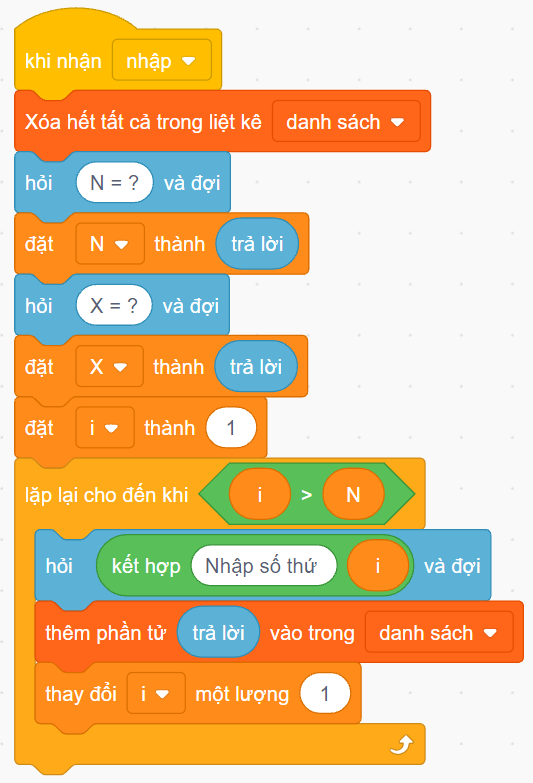 khi nhận nhập
Xóa hết tất cả trong liệt kê danh sách
hỏi N = ? và đợi
đặt N thành trả lời
hỏi X = ? và đợi
đặt X thành trả lời
đặt i thành 1
lặp lại cho đến khi i > N
hỏi kết hợp Nhập số thứ i và đợi
thêm phần tử trả lời vào trong danh sách
thay đổi i một lượng 1